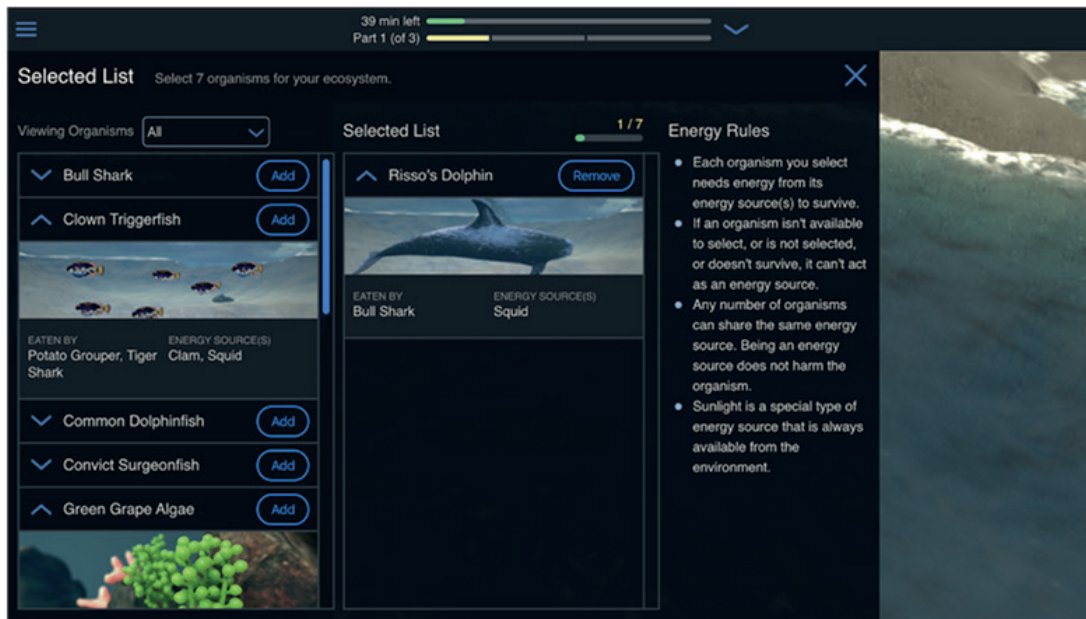 39 min left
Part 1 (of 3)
Selected List Select 7 organisms for your ecosystem.
Viewing Organisms All
Bull Shark Add
Clown Triggerfish Add
EATEN BY ENERGY SOURCE(S)
Potato Grouper, Tiger Clam, Squid
Shark
Common Dolphinfish Add
Convict Surgeonfish Add
Green Grape Algae Add
Selected List 1 / 7
Risso's Dolphin Remove
EATEN BY ENERGY SOURCE(S)
Bull Shark Squid
Energy Rules
Each organism you select
needs energy from its
energy source(s) to survive.
If an organism isn't available
to select, or is not selected,
or doesn't survive, it can't act
as an energy source.
Any number of organisms
can share the same energy
source. Being an energy
source does not harm the
organism.
Sunlight is a special type of
energy source that is always
available from the
environment.